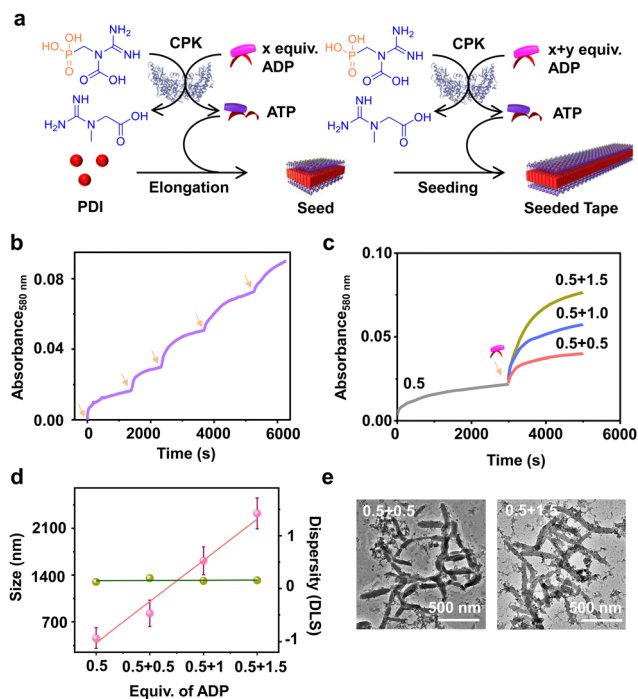 a
CPK
x equiv.
ADP
ATP
CPK
x+y equiv.
ADP
ATP
HO
P
O
OH
N
NH
NH2
O
OH
HO
P
O
OH
N
NH
NH2
O
OH
NH
H2N
N
O
OH
NH
H2N
N
O
OH
PDI
Elongation
Seed
Seeding
Seeded Tape
b
Absorbance580 nm
0.08
0.04
0.00
0
2000
4000
6000
Time (s)
c
Absorbance580 nm
0.10
0.05
0.00
0.5
0.5+1.5
0.5+1.0
0.5+0.5
0
2000
4000
6000
Time (s)
d
Size (nm)
2100
1400
700
Dispersity (DLS)
1
0
-1
0.5
0.5+0.5
0.5+1
0.5+1.5
Equiv. of ADP
e
0.5+0.5
500 nm
0.5+1.5
500 nm